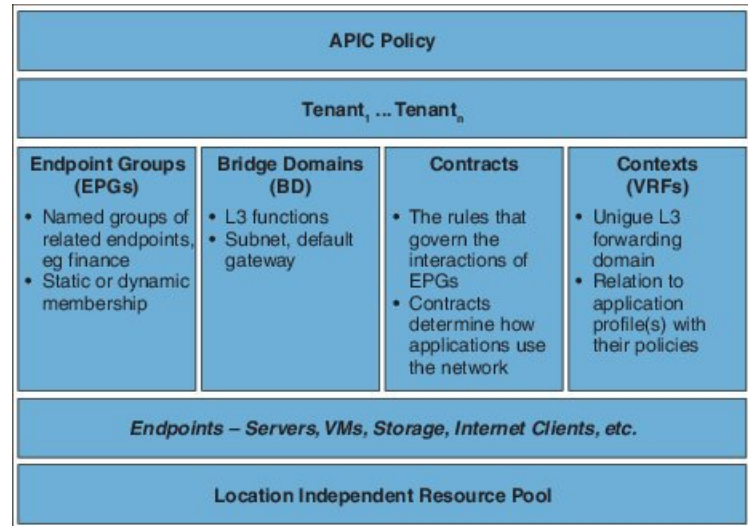 APIC Policy
Tenant1 ... Tenantn
Endpoint Groups
(EPGs)
• Named groups of
related endpoints,
eg finance
• Static or dynamic
membership
Bridge Domains
(BD)
• L3 functions
• Subnet, default
gateway
Contracts
• The rules that
govern the
interactions of
EPGs
• Contracts
determine how
applications use
the network
Contexts
(VRFs)
• Unigue L3
forwarding
domain
• Relation to
application
profile(s) with
their policies
Endpoints – Servers, VMs, Storage, Internet Clients, etc.
Location Independent Resource Pool